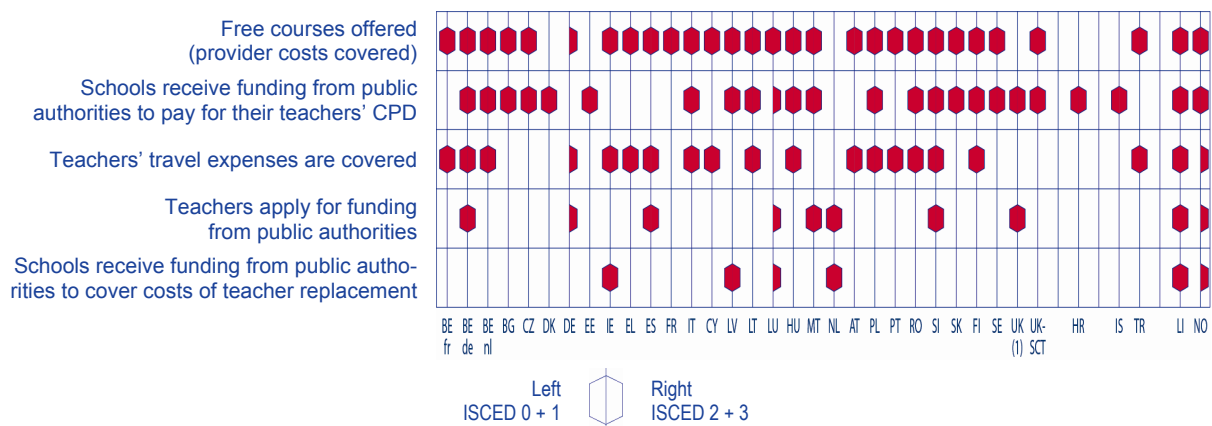 Free courses offered
(provider costs covered)
Schools receive funding from public
authorities to pay for their teachers’ CPD
Teachers’ travel expenses are covered
Teachers apply for funding
from public authorities
Schools receive funding from public autho-
rities to cover costs of teacher replacement
BE BE BE BG CZ DK DE EE IE EL ES FR IT CY LV LT LU HU MT NL AT PL PT RO SI SK FI SE UK UK- HR IS TR LI NO
fr de nl (1) SCT
Left Right
ISCED 0 + 1 ISCED 2 + 3